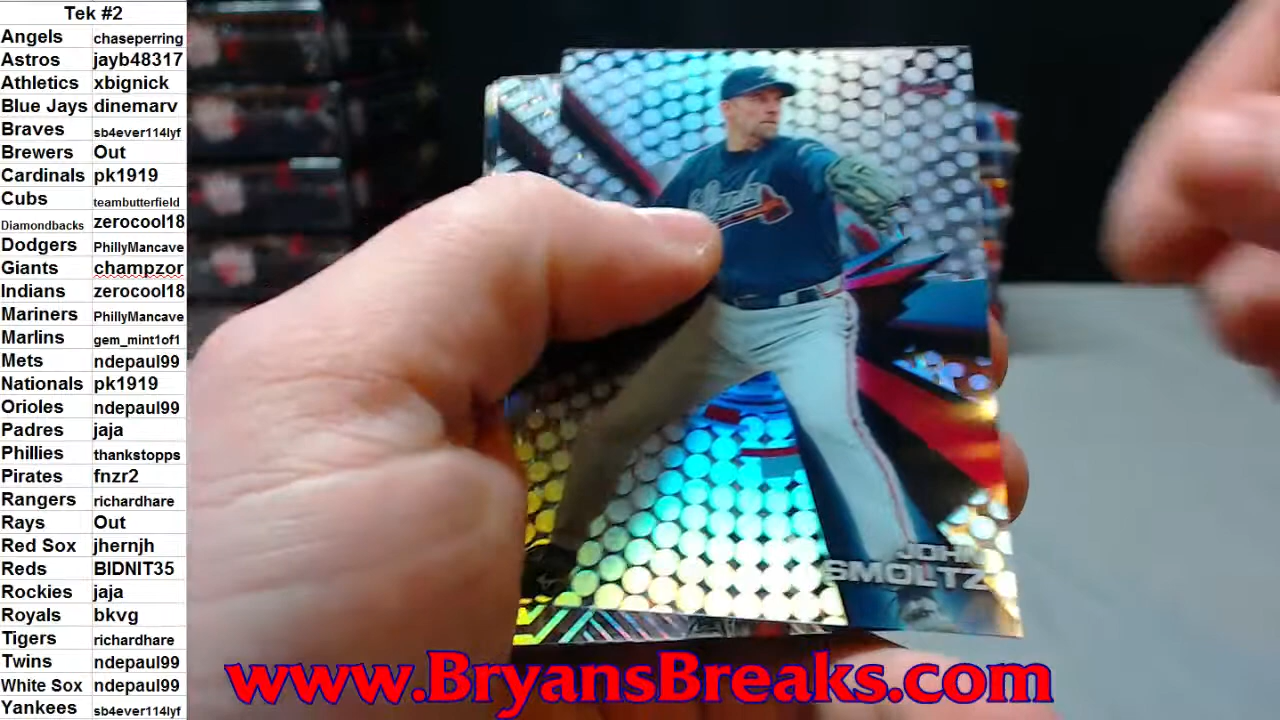 Tek #2
Angels chaseperring
Astros jayb48317
Athletics xbignick
Blue Jays dinemarv
Braves sb4ever114lyf
Brewers Out
Cardinals pk1919
Cubs teambutterfield
Diamondbacks zerocool18
Dodgers PhillyMancave
Giants champzor
Indians zerocool18
Mariners PhillyMancave
Marlins gem_mint1of1
Mets ndepaul99
Nationals pk1919
Orioles ndepaul99
Padres jaja
Phillies thankstopps
Pirates fnzr2
Rangers richardhare
Rays Out
Red Sox jhernjh
Reds BIDNIT35
Rockies jaja
Royals bkvg
Tigers richardhare
Twins ndepaul99
White Sox ndepaul99
Yankees sb4ever114lyf
JOHN
SMOLTZ
www.BryansBreaks.com